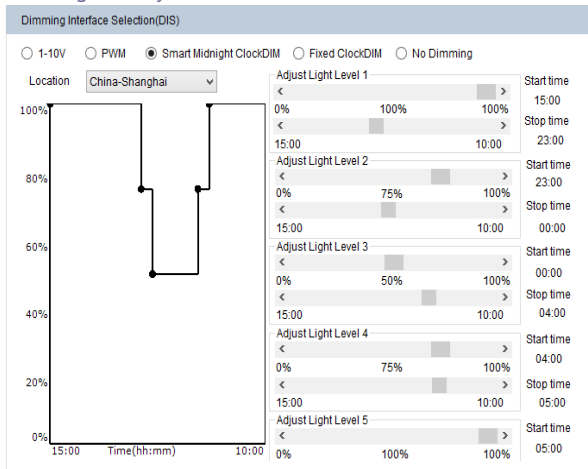 Dimming Interface Selection(DIS)
1-10V PWM Smart Midnight ClockDIM Fixed ClockDIM No Dimming
Location China-Shanghai
100%
80%
60%
40%
20%
0%
15:00 Time(hh:mm) 10:00
Adjust Light Level 1
0% 100% 100%
15:00 10:00
Start time
15:00
Stop time
23:00
Adjust Light Level 2
0% 75% 100%
15:00 10:00
Start time
23:00
Stop time
00:00
Adjust Light Level 3
0% 50% 100%
15:00 10:00
Start time
00:00
Stop time
04:00
Adjust Light Level 4
0% 75% 100%
15:00 10:00
Start time
04:00
Stop time
05:00
Adjust Light Level 5
0% 100% 100%
Start time
05:00